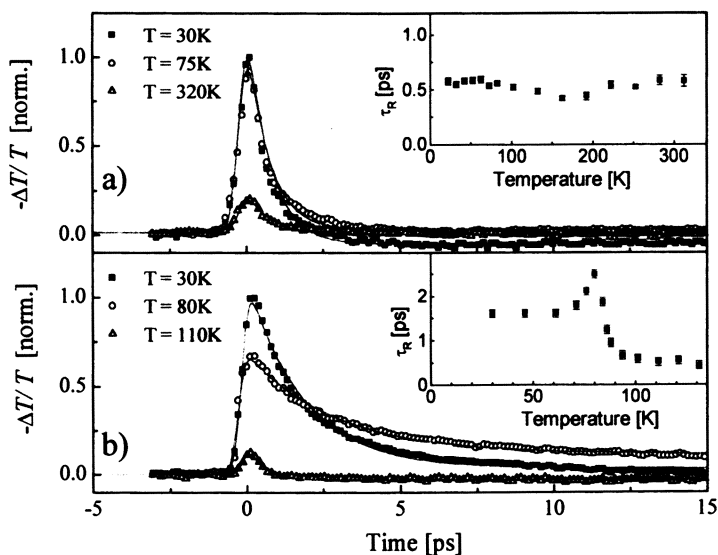 a)
-ΔT/T [norm.]
1.0
0.5
0.0
■ T = 30K
○ T = 75K
△ T = 320K
τR [ps]
1.0
0.5
0.0
0 100 200 300
Temperature [K]
b)
-ΔT/T [norm.]
1.0
0.5
0.0
■ T = 30K
○ T = 80K
△ T = 110K
τR [ps]
2
1
0
0 50 100
Temperature [K]
-5 0 5 10 15
Time [ps]